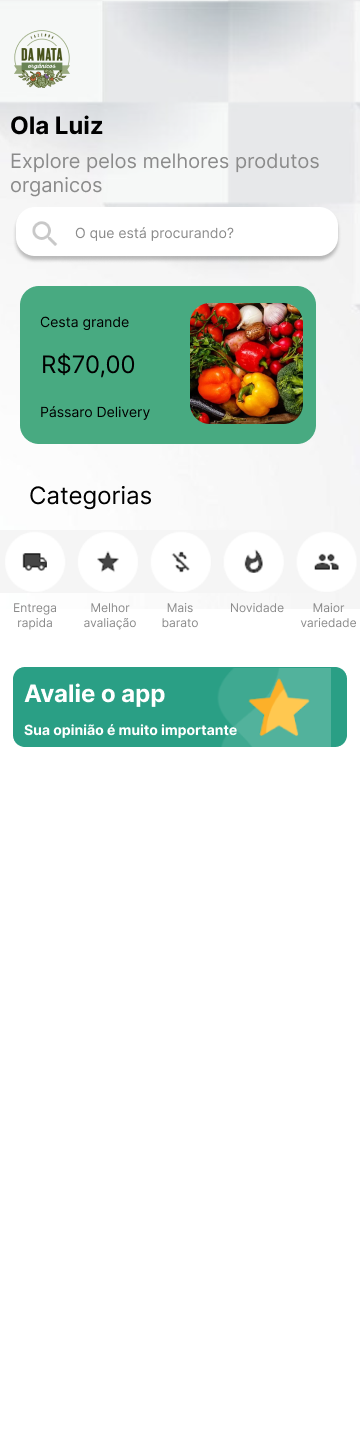 FAZENDA
DA MATA
orgânicos
Ola Luiz
Explore pelos melhores produtos
organicos
O que está procurando?
Cesta grande
R$70,00
Pássaro Delivery
Categorias
Entrega
rapida
Melhor
avaliação
Mais
barato
Novidade
Maior
variedade
Avalie o app
Sua opinião é muito importante